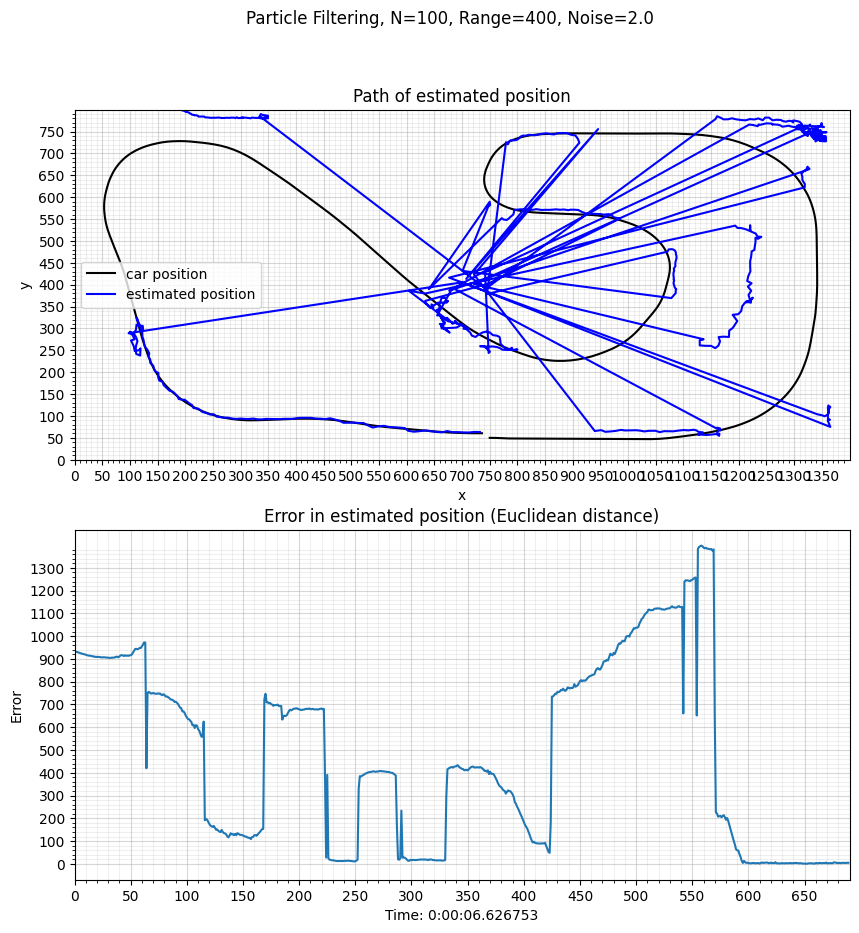 Particle Filtering, N=100, Range=400, Noise=2.0
Path of estimated position
750
700
650
600
550
500
450
400
350
300
250
200
150
100
50
0
y
car position
estimated position
0 50 100 150 200 250 300 350 400 450 500 550 600 650 700 750 800 850 900 950 1000 1050 1100 1150 1200 1250 1300 1350
x
Error in estimated position (Euclidean distance)
1300
1200
1100
1000
900
800
700
600
500
400
300
200
100
0
Error
0 50 100 150 200 250 300 350 400 450 500 550 600 650
Time: 0:00:06.626753